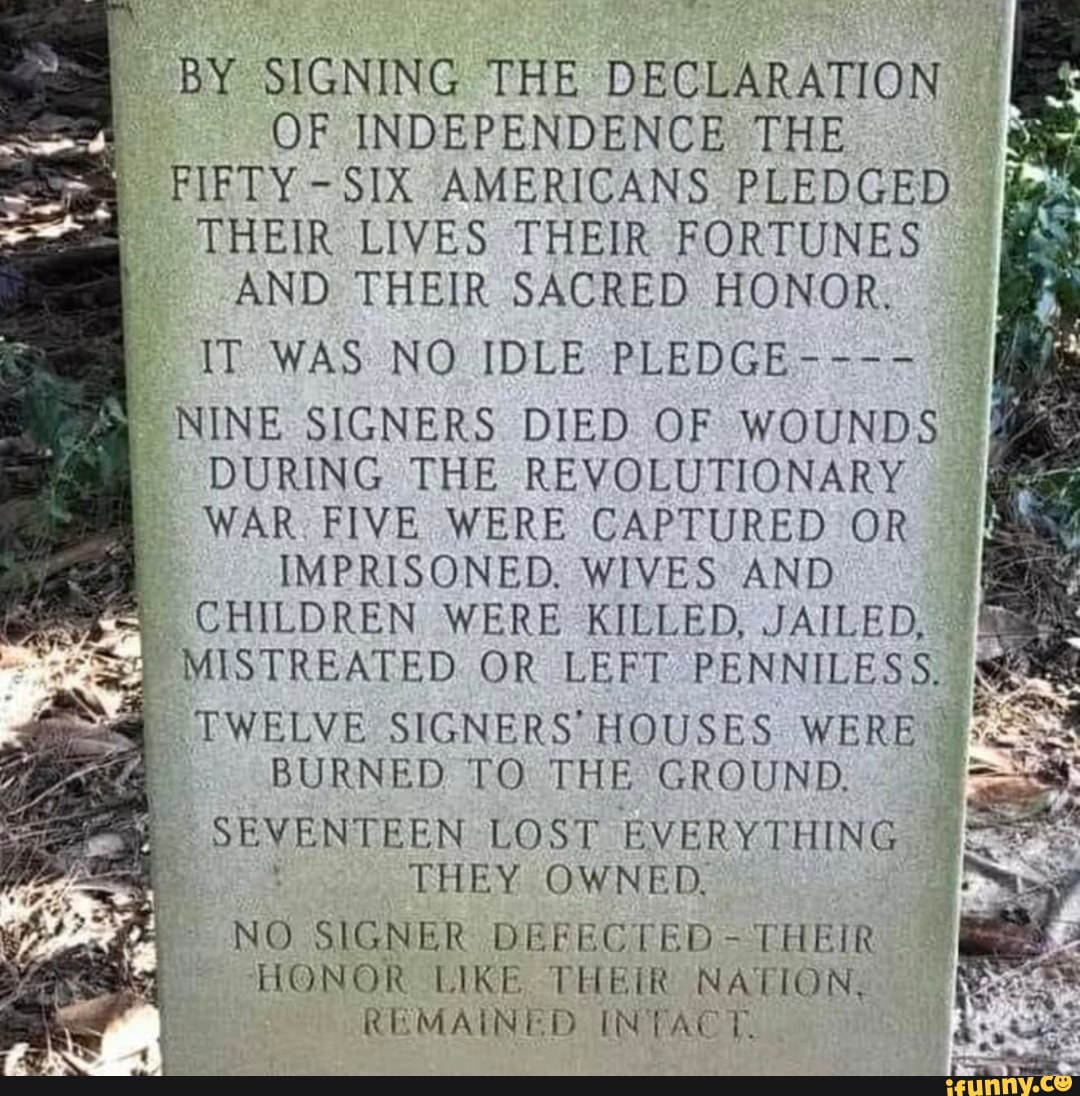 BY SIGNING THE DECLARATION
OF INDEPENDENCE THE
FIFTY-SIX AMERICANS PLEDGED
THEIR LIVES THEIR FORTUNES
AND THEIR SACRED HONOR.
IT WAS NO IDLE PLEDGE----
NINE SIGNERS DIED OF WOUNDS
DURING THE REVOLUTIONARY
WAR FIVE WERE CAPTURED OR
IMPRISONED. WIVES AND
CHILDREN WERE KILLED, JAILED,
MISTREATED OR LEFT PENNILESS.
TWELVE SIGNERS' HOUSES WERE
BURNED TO THE GROUND.
SEVENTEEN LOST EVERYTHING
THEY OWNED.
NO SIGNER DEFECTED-THEIR
HONOR LIKE THEIR NATION,
REMAINED INTACT.
ifunny.co